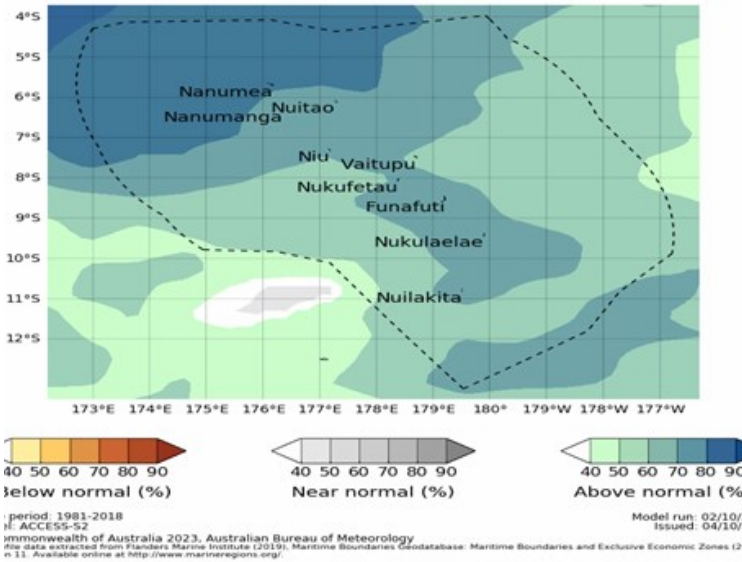 4°S
5°S
6°S
7°S
8°S
9°S
10°S
11°S
12°S
Nanumea
Nuitao
Nanumanga
Niu
Vaitupu
Nukufetau
Funafuti
Nukulaelae
Nuilakita
173°E 174°E 175°E 176°E 177°E 178°E 179°E 180° 179°W 178°W 177°W
40 50 60 70 80 90
Below normal (%)
40 50 60 70 80 90
Near normal (%)
40 50 60 70 80 90
Above normal (%
period: 1981-2018
el: ACCESS-S2
ommonwealth of Australia 2023, Australian Bureau of Meteorology
file data extracted from Flanders Marine Institute (2019), Maritime Boundaries Geodatabase: Maritime Boundaries and Exclusive Economic Zones (2
n 11. Available online at http://www.marineregions.org/.
Model run: 02/10/
Issued: 04/10/